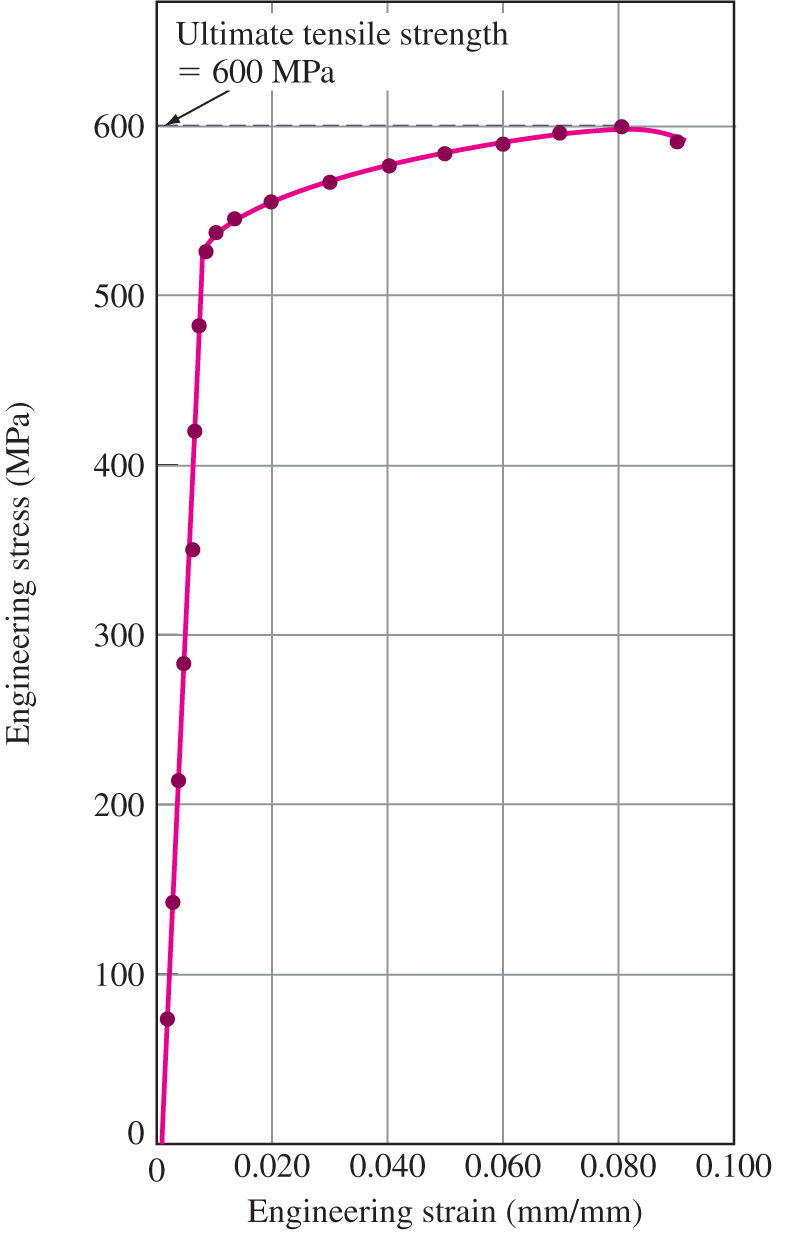 Ultimate tensile strength
= 600 MPa
600
500
400
300
200
100
0
Engineering stress (MPa)
0 0.020 0.040 0.060 0.080 0.100
Engineering strain (mm/mm)